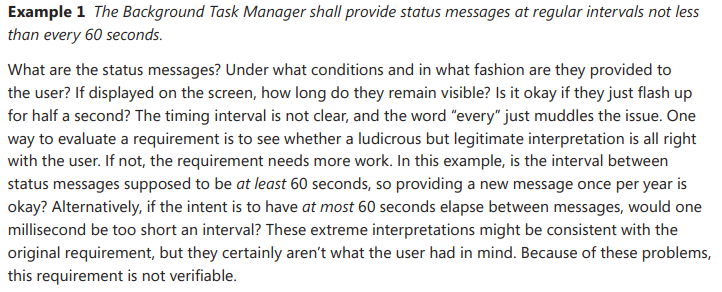 Example 1 The Background Task Manager shall provide status messages at regular intervals not less
than every 60 seconds.
What are the status messages? Under what conditions and in what fashion are they provided to
the user? If displayed on the screen, how long do they remain visible? Is it okay if they just flash up
for half a second? The timing interval is not clear, and the word “every” just muddles the issue. One
way to evaluate a requirement is to see whether a ludicrous but legitimate interpretation is all right
with the user. If not, the requirement needs more work. In this example, is the interval between
status messages supposed to be at least 60 seconds, so providing a new message once per year is
okay? Alternatively, if the intent is to have at most 60 seconds elapse between messages, would one
millisecond be too short an interval? These extreme interpretations might be consistent with the
original requirement, but they certainly aren’t what the user had in mind. Because of these problems,
this requirement is not verifiable.